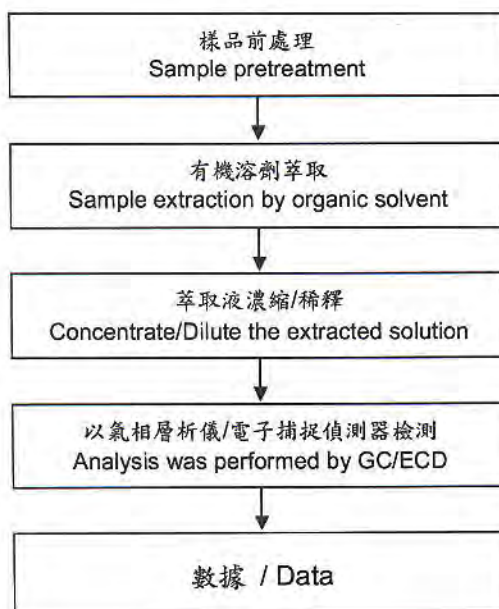 樣品前處理
Sample pretreatment
有機溶劑萃取
Sample extraction by organic solvent
萃取液濃縮/稀釋
Concentrate/Dilute the extracted solution
以氣相層析儀/電子捕捉偵測器檢測
Analysis was performed by GC/ECD
數據 / Data